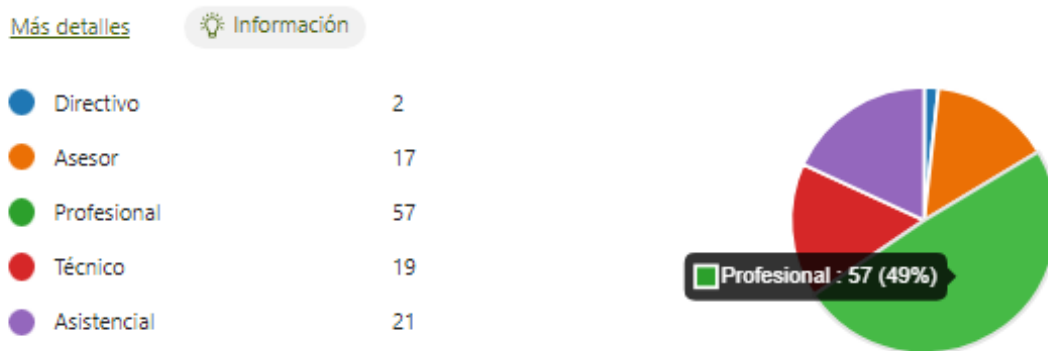 Más detalles Información
Directivo 2
Asesor 17
Profesional 57
Técnico 19
Profesional : 57 (49%)
Asistencial 21